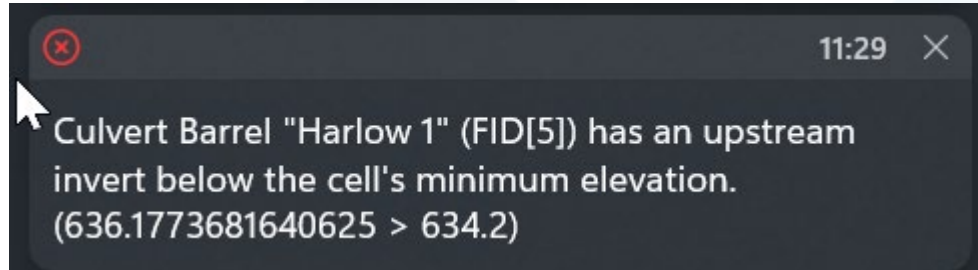 11:29
Culvert Barrel "Harlow 1" (FID[5]) has an upstream
invert below the cell's minimum elevation.
(636.1773681640625 > 634.2)